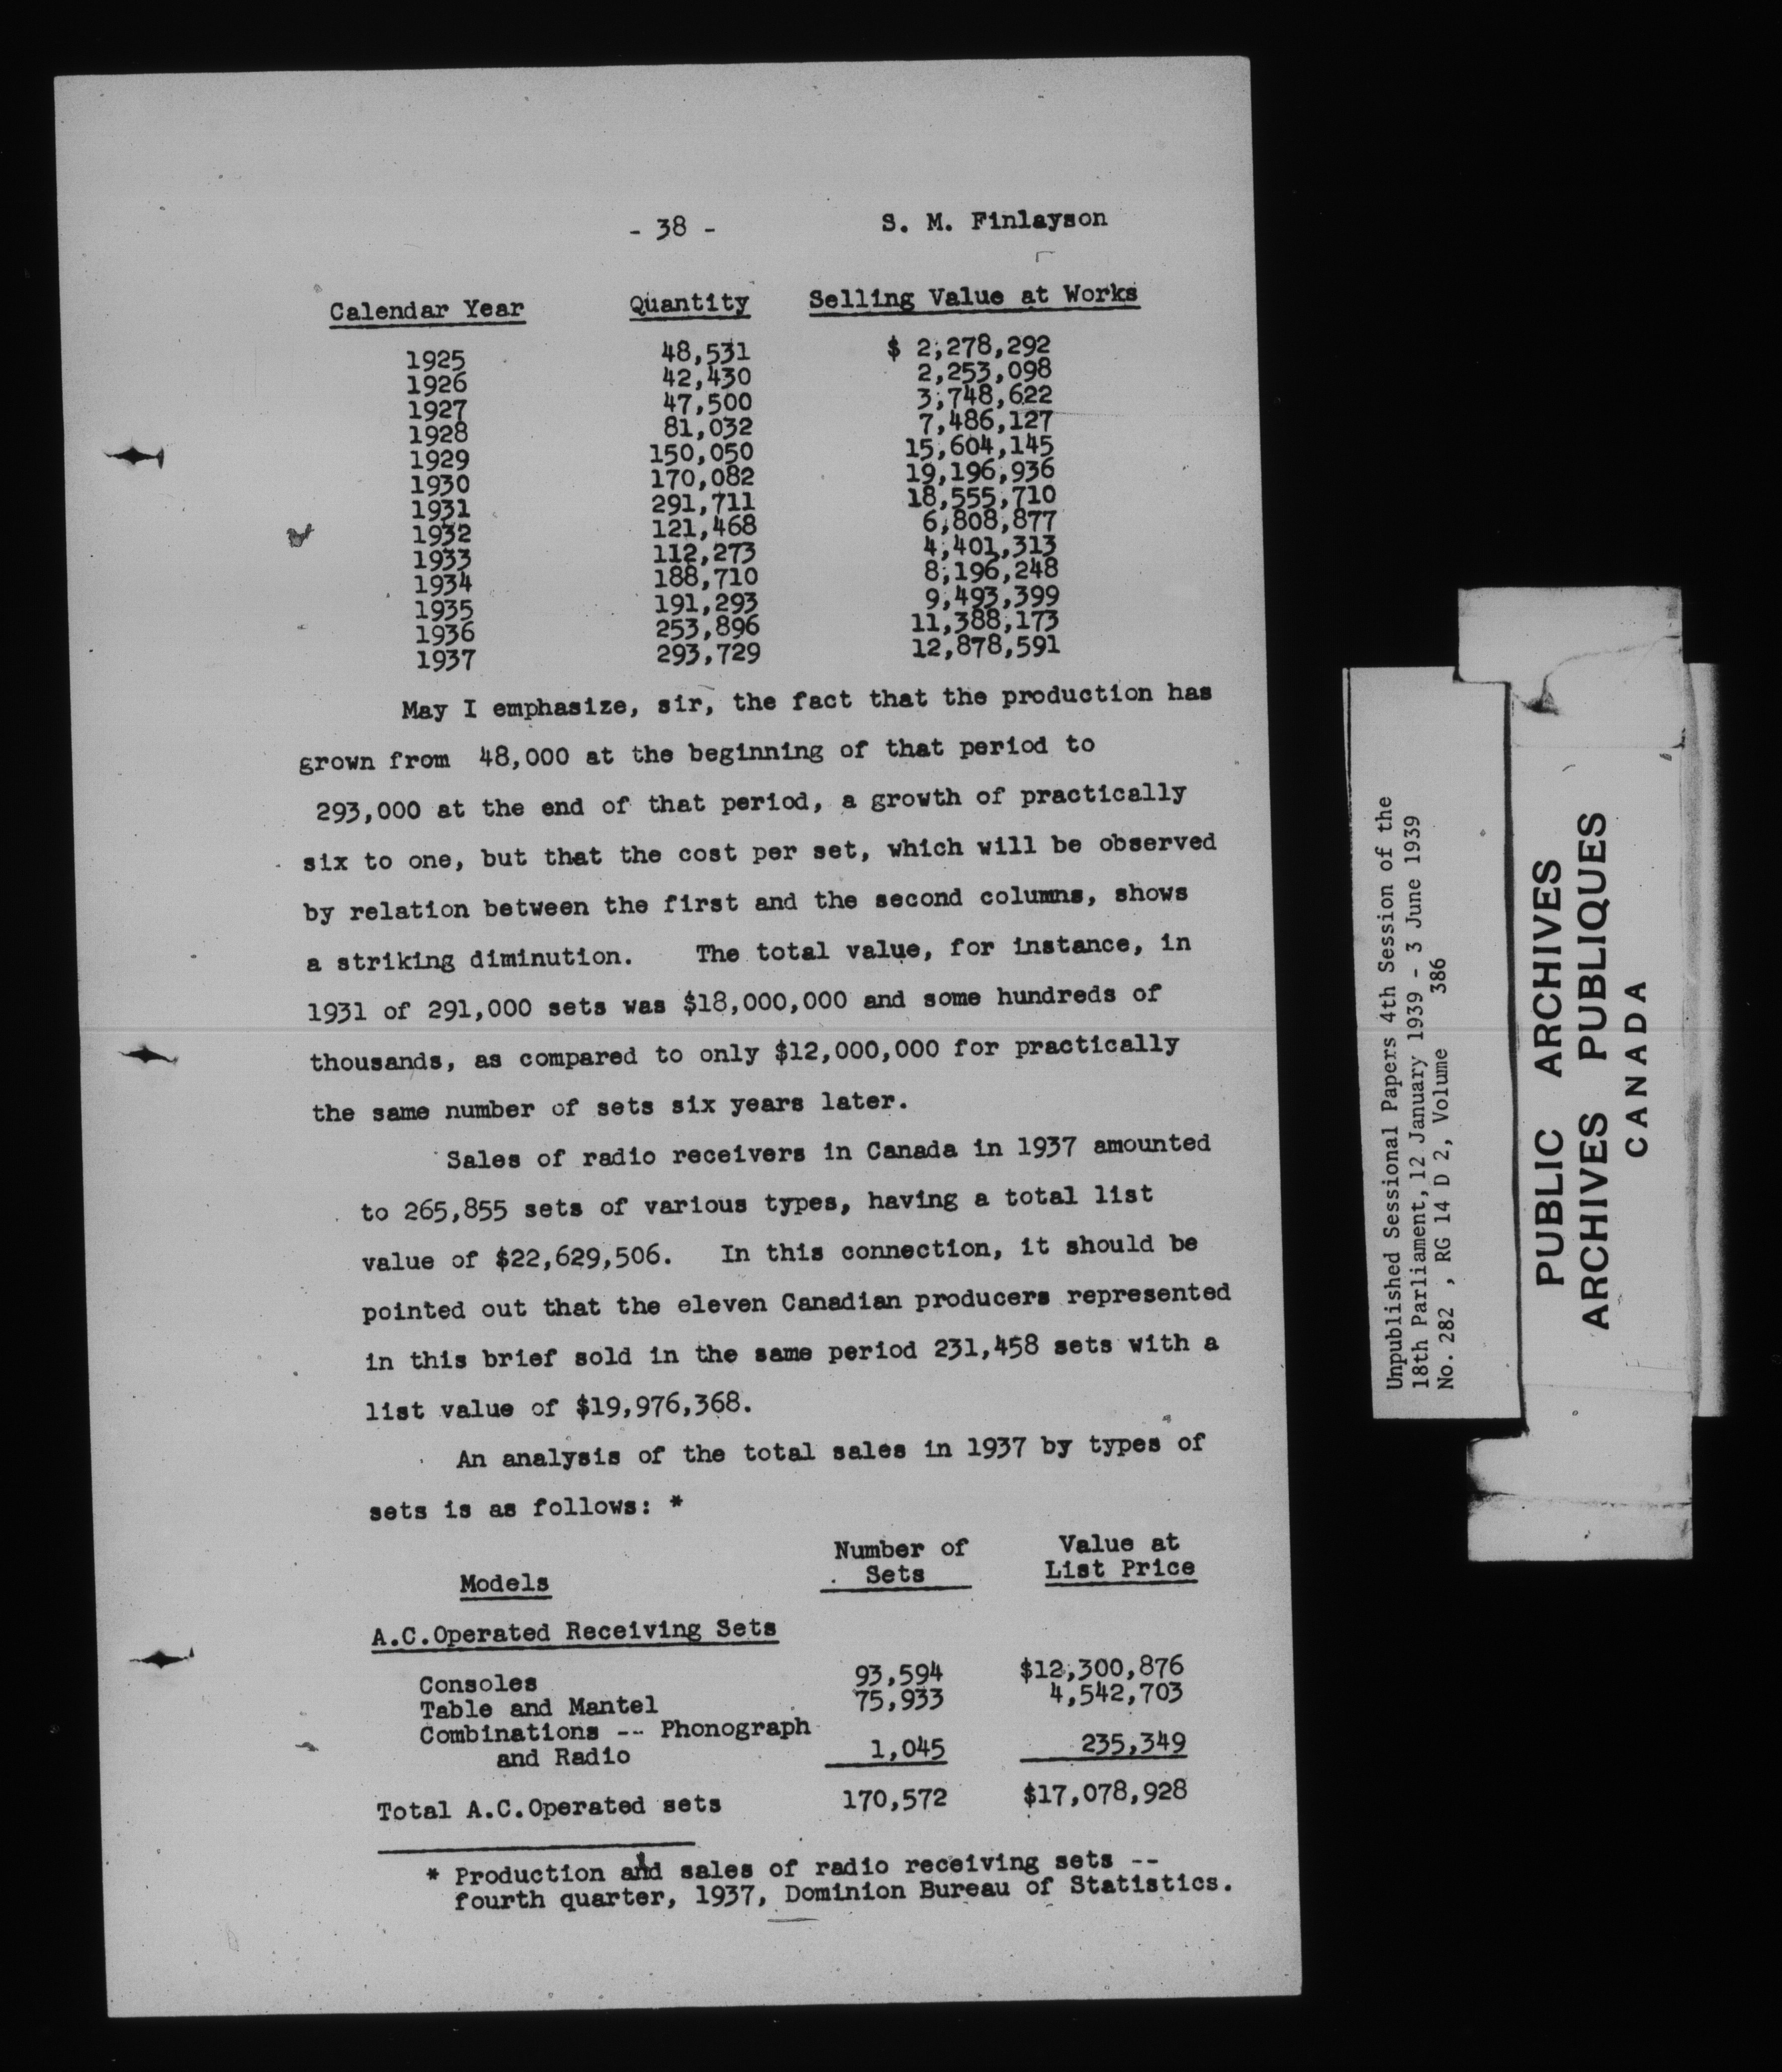 - 38 - S. M. Finlayson
Calendar Year Quantity Selling Value at Works
1925 48,531 $ 2,278,292
1926 42,430 2,253,098
1927 47,500 3,748,622
1928 81,032 7,486,127
1929 150,050 15,604,145
1930 170,082 19,196,936
1931 291,711 18,555,710
1932 121,468 6,808,877
1933 112,273 4,401,313
1934 188,710 8,196,248
1935 191,293 9,493,399
1936 253,896 11,388,173
1937 293,729 12,878,591
May I emphasize, sir, the fact that the production has
grown from 48,000 at the beginning of that period to
293,000 at the end of that period, a growth of practically
six to one, but that the cost per set, which will be observed
by relation between the first and the second columns, shows
a striking diminution. The total value, for instance, in
1931 of 291,000 sets was $18,000,000 and some hundreds of
thousands, as compared to only $12,000,000 for practically
the same number of sets six years later.
Sales of radio receivers in Canada in 1937 amounted
to 265,855 sets of various types, having a total list
value of $22,629,506. In this connection, it should be
pointed out that the eleven Canadian producers represented
in this brief sold in the same period 231,458 sets with a
list value of $19,976,368.
An analysis of the total sales in 1937 by types of
sets is as follows: *
Models Number of Sets Value at List Price
A.C.Operated Receiving Sets
Consoles 93,594 $12,300,876
Table and Mantel 75,933 4,542,703
Combinations -- Phonograph
and Radio 1,045 235,349
Total A.C.Operated sets 170,572 $17,078,928
* Production and sales of radio receiving sets --
fourth quarter, 1937, Dominion Bureau of Statistics.
Unpublished Sessional Papers 4th Session of the
18th Parliament, 12 January 1939 - 3 June 1939
No. 282 , RG 14 D 2, Volume 386
PUBLIC ARCHIVES
ARCHIVES PUBLIQUES
CANADA